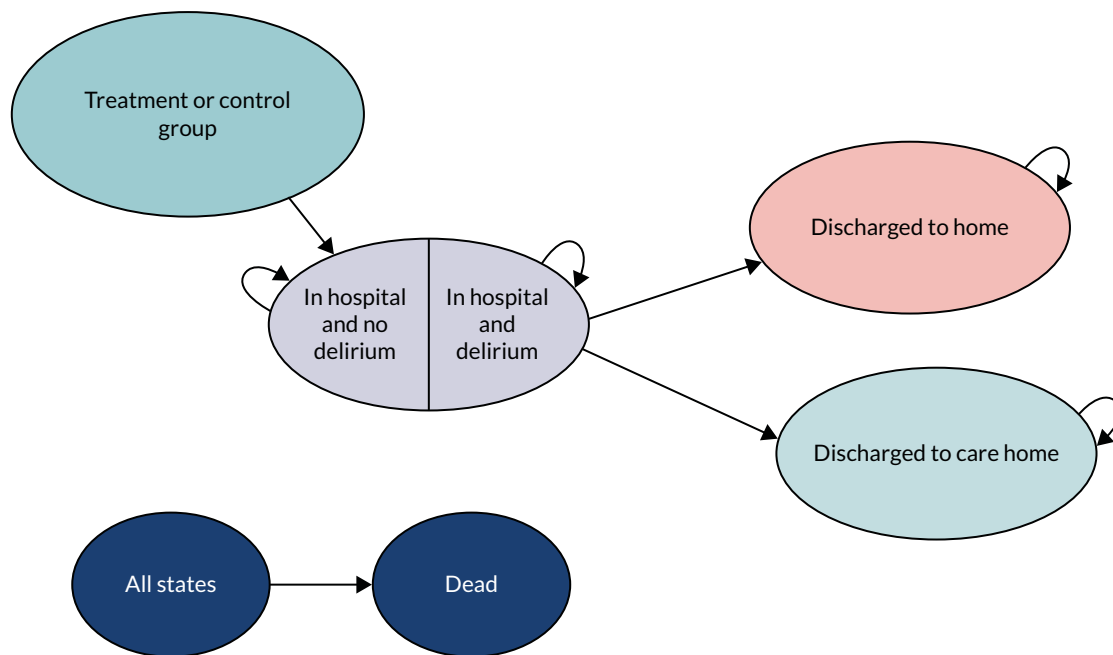 Treatment or control
group
In hospital
and no
delirium
In hospital
and
delirium
Discharged to home
Discharged to care home
All states
Dead